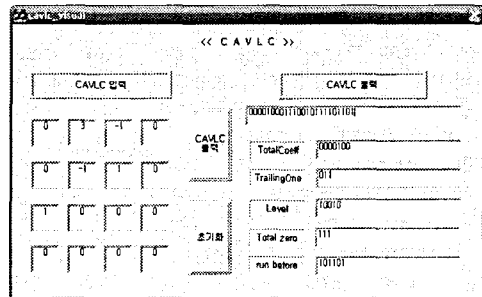 cavlc_visual
<< C A V L C >>
CAVLC 입력
CAVLC 출력
0 3 -1 0
0 -1 1 0
1 0 0 0
0 0 0 0
CAVLC
출력
초기화
000010001110010111101101
TotalCoeff 0000100
TrailingOne 011
Level 10010
Total zero 111
run before 101101